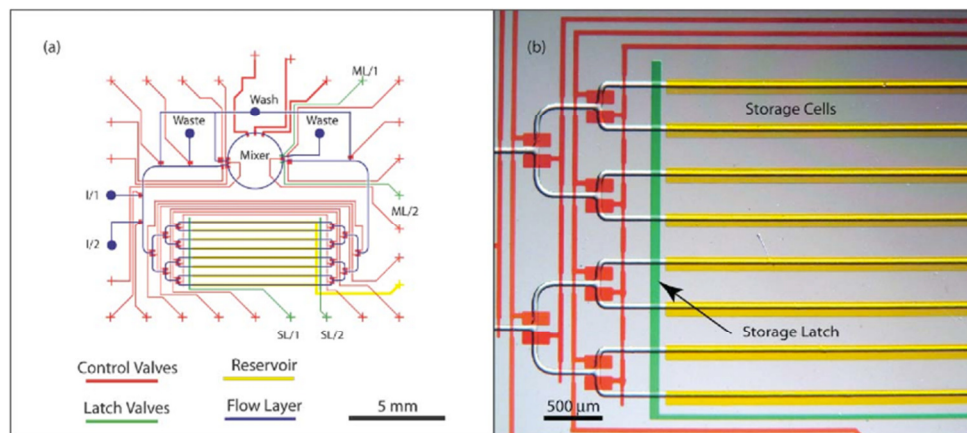 (a)
ML/1
Wash
Waste
Waste
Mixer
I/1
ML/2
I/2
SL/1
SL/2
Control Valves
Reservoir
Latch Valves
Flow Layer
5 mm
(b)
Storage Cells
Storage Latch
500 µm